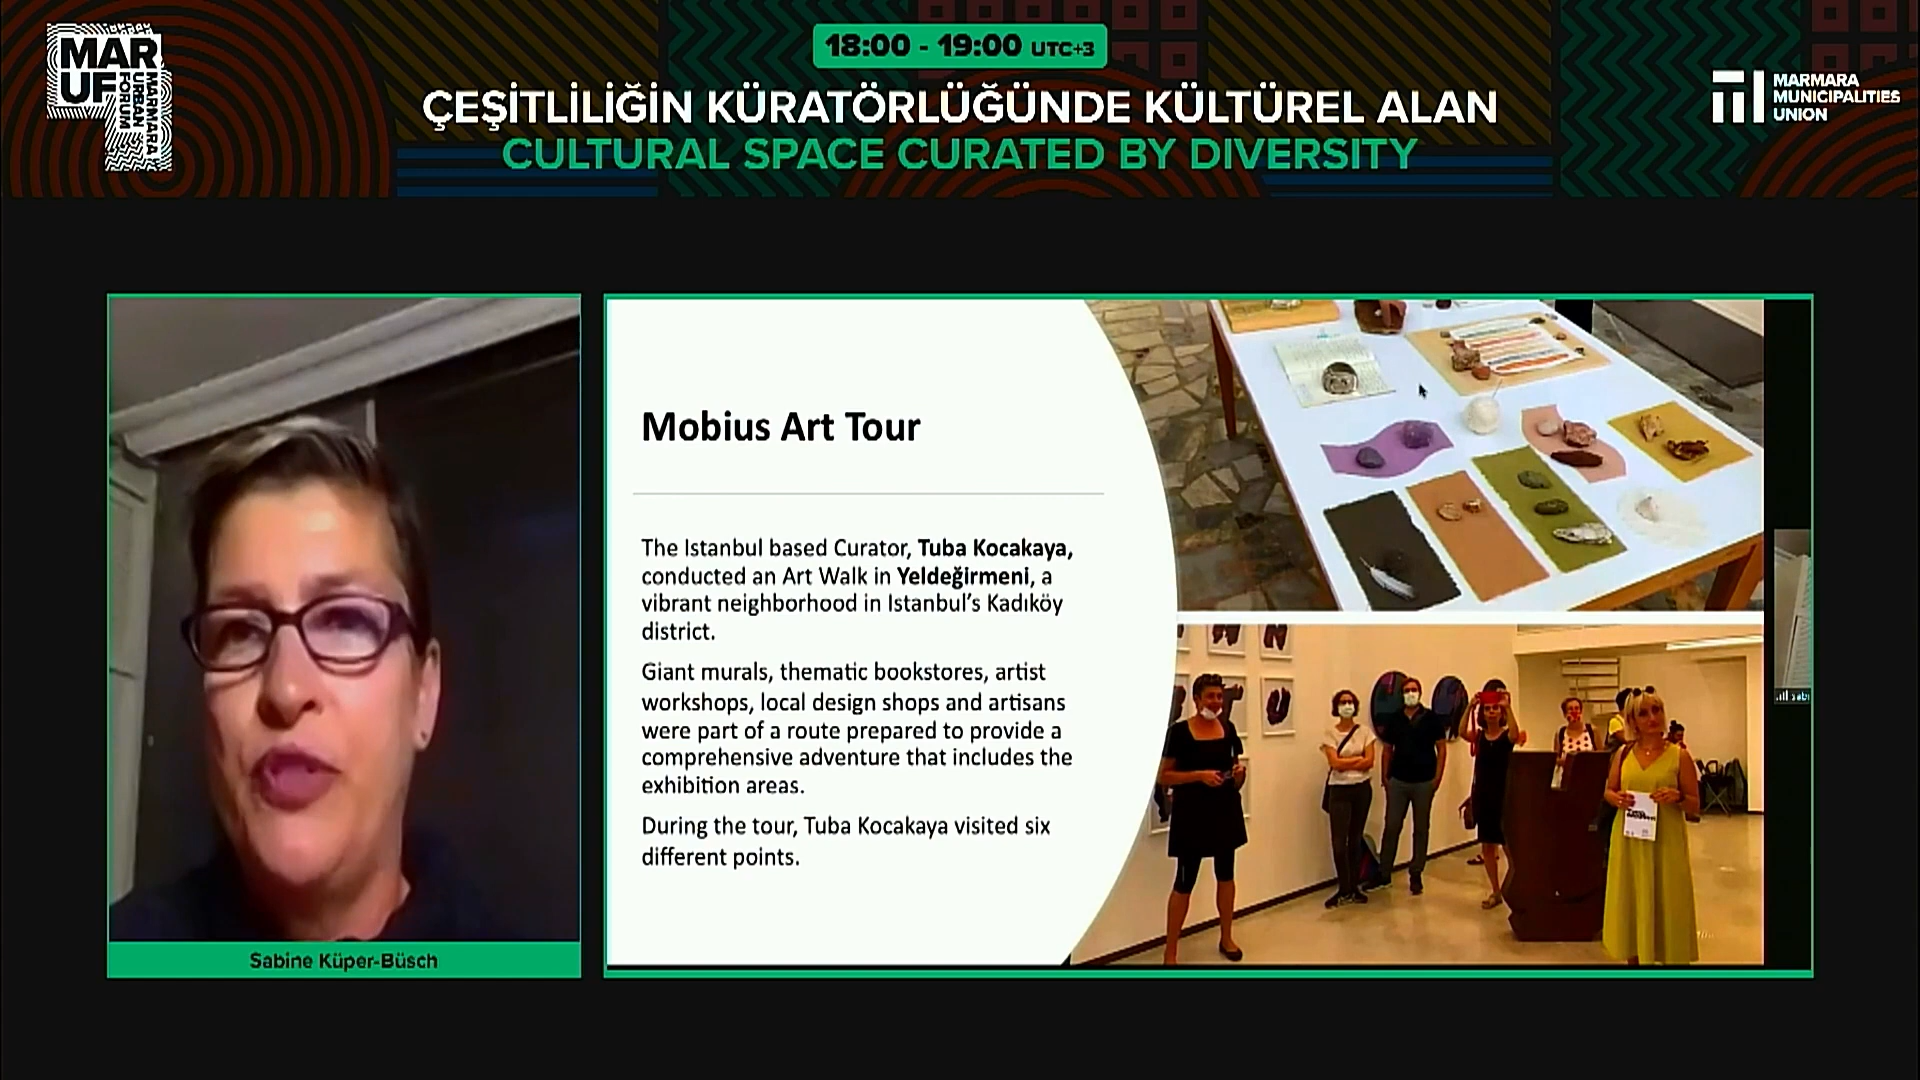 MAR
UF
MARMARA
URBAN
FORUM
18:00 - 19:00 UTC+3
ÇEŞİTLİLİĞİN KÜRATÖRLÜĞÜNDE KÜLTÜREL ALAN
CULTURAL SPACE CURATED BY DIVERSITY
MARMARA
MUNICIPALITIES
UNION
Mobius Art Tour
The Istanbul based Curator, Tuba Kocakaya,
conducted an Art Walk in Yeldeğirmeni, a
vibrant neighborhood in Istanbul’s Kadıköy
district.
Giant murals, thematic bookstores, artist
workshops, local design shops and artisans
were part of a route prepared to provide a
comprehensive adventure that includes the
exhibition areas.
During the tour, Tuba Kocakaya visited six
different points.
Sabine Küper-Büsch